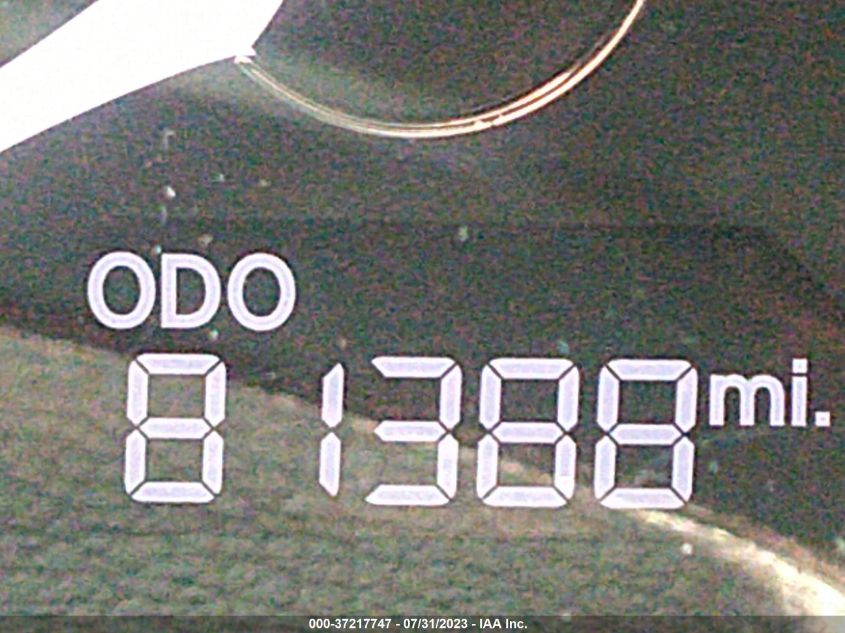 ODO
81388 mi.
000-37217747 - 07/31/2023 - IAA Inc.